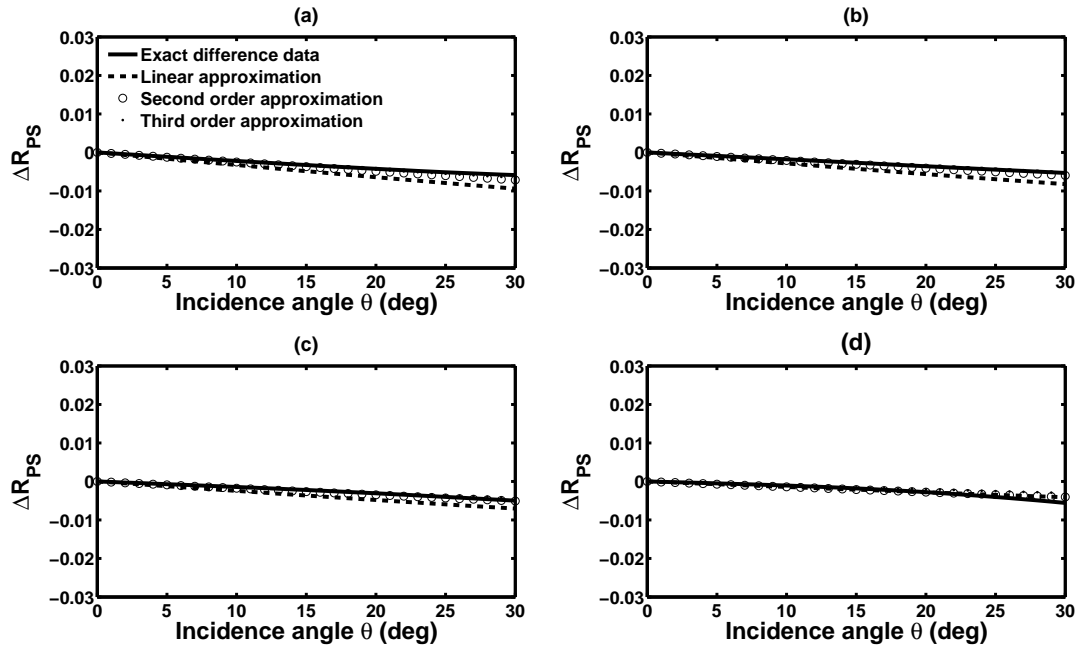 (a)
0.03
0.02
0.01
0
−0.01
−0.02
−0.03
ΔR_PS
Exact difference data
Linear approximation
Second order approximation
Third order approximation
0 5 10 15 20 25 30
Incidence angle θ (deg)
(b)
0.03
0.02
0.01
0
−0.01
−0.02
−0.03
ΔR_PS
0 5 10 15 20 25 30
Incidence angle θ (deg)
(c)
0.03
0.02
0.01
0
−0.01
−0.02
−0.03
ΔR_PS
0 5 10 15 20 25 30
Incidence angle θ (deg)
(d)
0.03
0.02
0.01
0
−0.01
−0.02
−0.03
ΔR_PS
0 5 10 15 20 25 30
Incidence angle θ (deg)